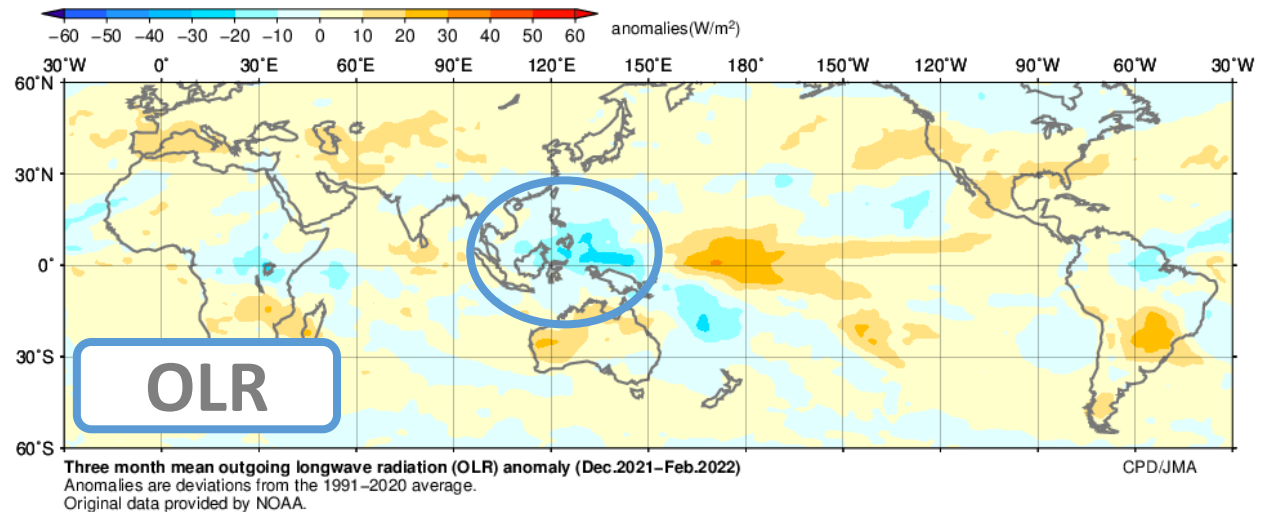 −60 −50 −40 −30 −20 −10 0 10 20 30 40 50 60 anomalies(W/m²)
30°W 0° 30°E 60°E 90°E 120°E 150°E 180° 150°W 120°W 90°W 60°W 30°W
60°N
30°N
0°
30°S
60°S
OLR
Three month mean outgoing longwave radiation (OLR) anomaly (Dec.2021−Feb.2022) CPD/JMA
Anomalies are deviations from the 1991−2020 average.
Original data provided by NOAA.